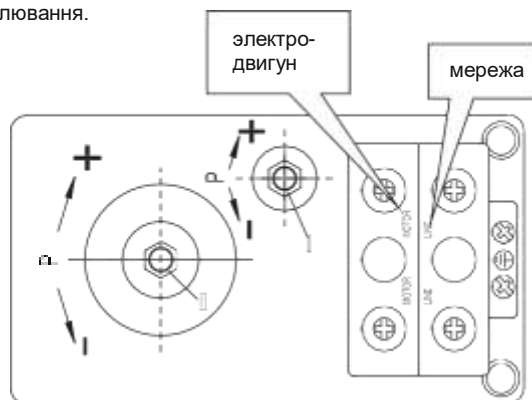 лювання.
электро-
двигун
мережа
+
+
P
P
-
-
I
II
MOTOR
LINE
MOTOR
LINE